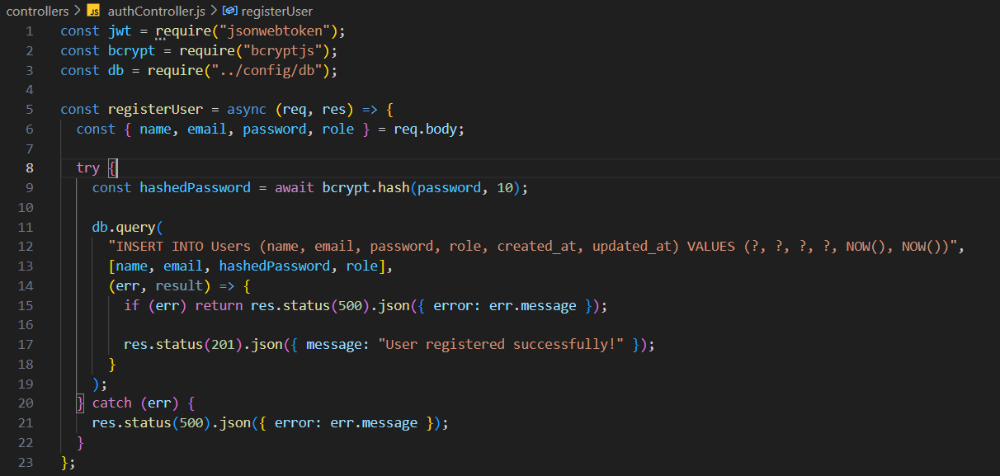 controllers > JS authController.js > registerUser
1 const jwt = require("jsonwebtoken");
2 const bcrypt = require("bcryptjs");
3 const db = require("../config/db");
4
5 const registerUser = async (req, res) => {
6   const { name, email, password, role } = req.body;
7
8   try {
9     const hashedPassword = await bcrypt.hash(password, 10);
10
11     db.query(
12       "INSERT INTO Users (name, email, password, role, created_at, updated_at) VALUES (?, ?, ?, ?, NOW(), NOW())",
13       [name, email, hashedPassword, role],
14       (err, result) => {
15         if (err) return res.status(500).json({ error: err.message });
16
17         res.status(201).json({ message: "User registered successfully!" });
18       }
19     );
20   } catch (err) {
21     res.status(500).json({ error: err.message });
22   }
23 };